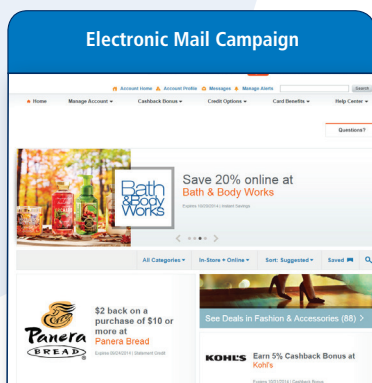 Electronic Mail Campaign
Account Home Account Profile Messages Manage Alerts Search
Home Manage Account Cashback Bonus Credit Options Card Benefits Help Center
Questions?
Bath
&Body
Works
Save 20% online at
Bath & Body Works
All Categories In-Store + Online Sort: Suggested Saved
$2 back on a
purchase of $10 or
more at
Panera Bread
Panera
BREAD
See Deals in Fashion & Accessories (88) >
KOHL'S
Earn 5% Cashback Bonus at
Kohl's